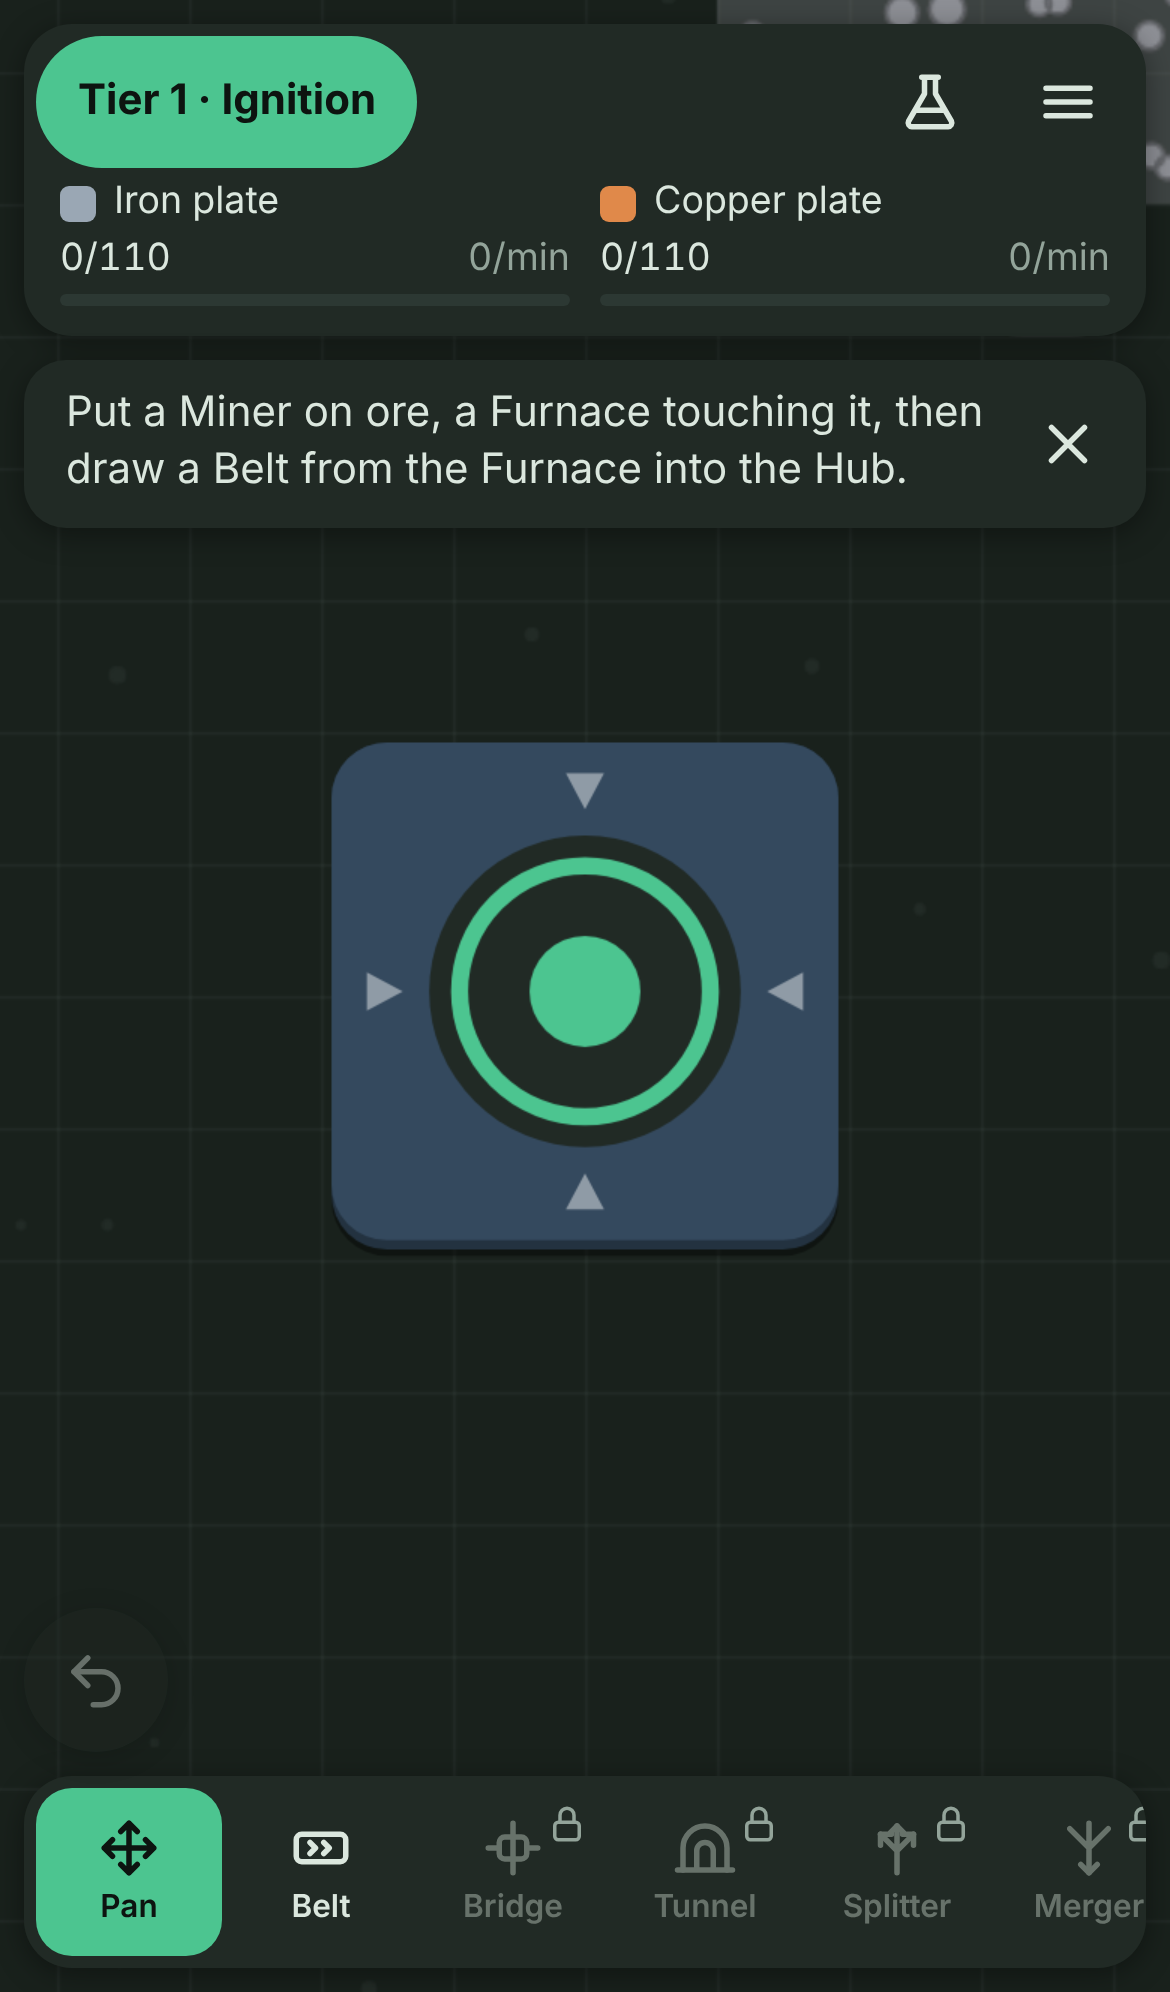 Tier 1 · Ignition
Iron plate
Copper plate
0/110
0/min
0/110
0/min
Put a Miner on ore, a Furnace touching it, then
draw a Belt from the Furnace into the Hub.
Pan
Belt
Bridge
Tunnel
Splitter
Merger